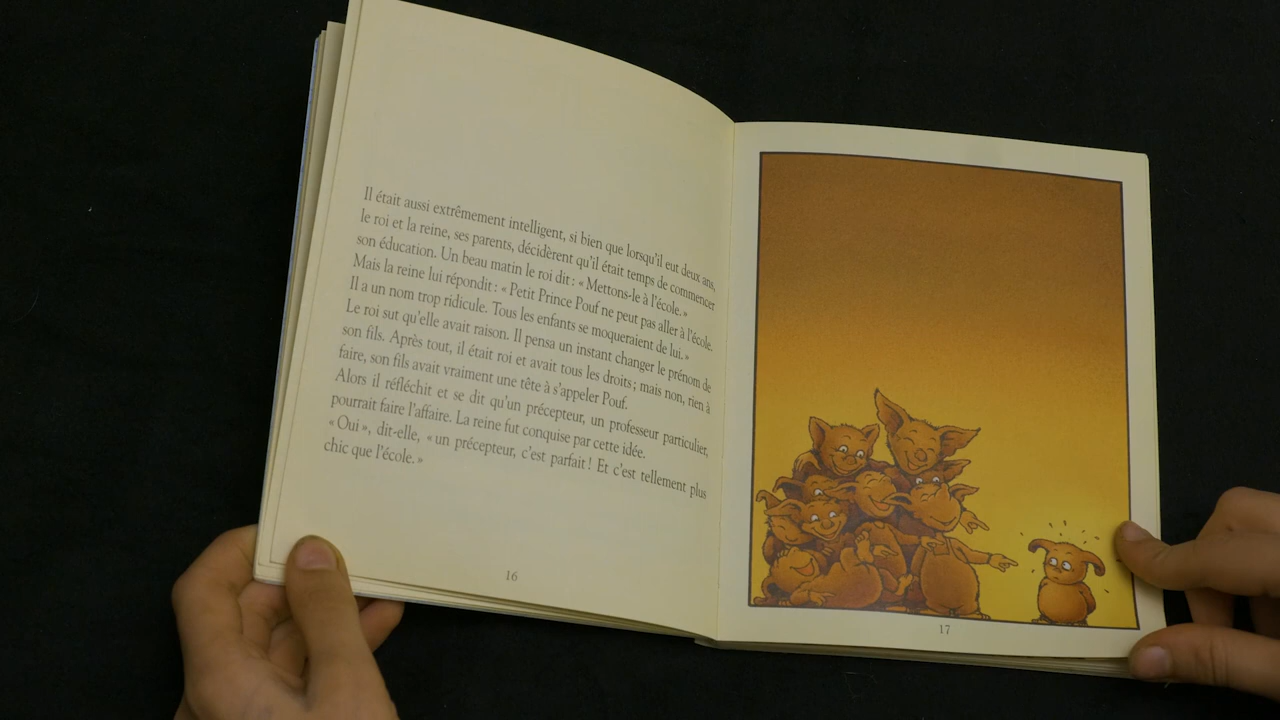 Il était aussi extrêmement intelligent, si bien que lorsqu'il eut deux ans,
le roi et la reine, ses parents, décidèrent qu'il était temps de commencer
son éducation. Un beau matin le roi dit : « Mettons-le à l'école. »
Mais la reine lui répondit : « Petit Prince Pouf ne peut pas aller à l'école.
Il a un nom trop ridicule. Tous les enfants se moqueraient de lui. »
Le roi sut qu'elle avait raison. Il pensa un instant changer le prénom de
son fils. Après tout, il était roi et avait tous les droits ; mais non, rien à
faire, son fils avait vraiment une tête à s'appeler Pouf.
Alors il réfléchit et se dit qu'un précepteur, un professeur particulier,
pourrait faire l'affaire. La reine fut conquise par cette idée.
« Oui », dit-elle, « un précepteur, c'est parfait ! Et c'est tellement plus
chic que l'école. »
16
17